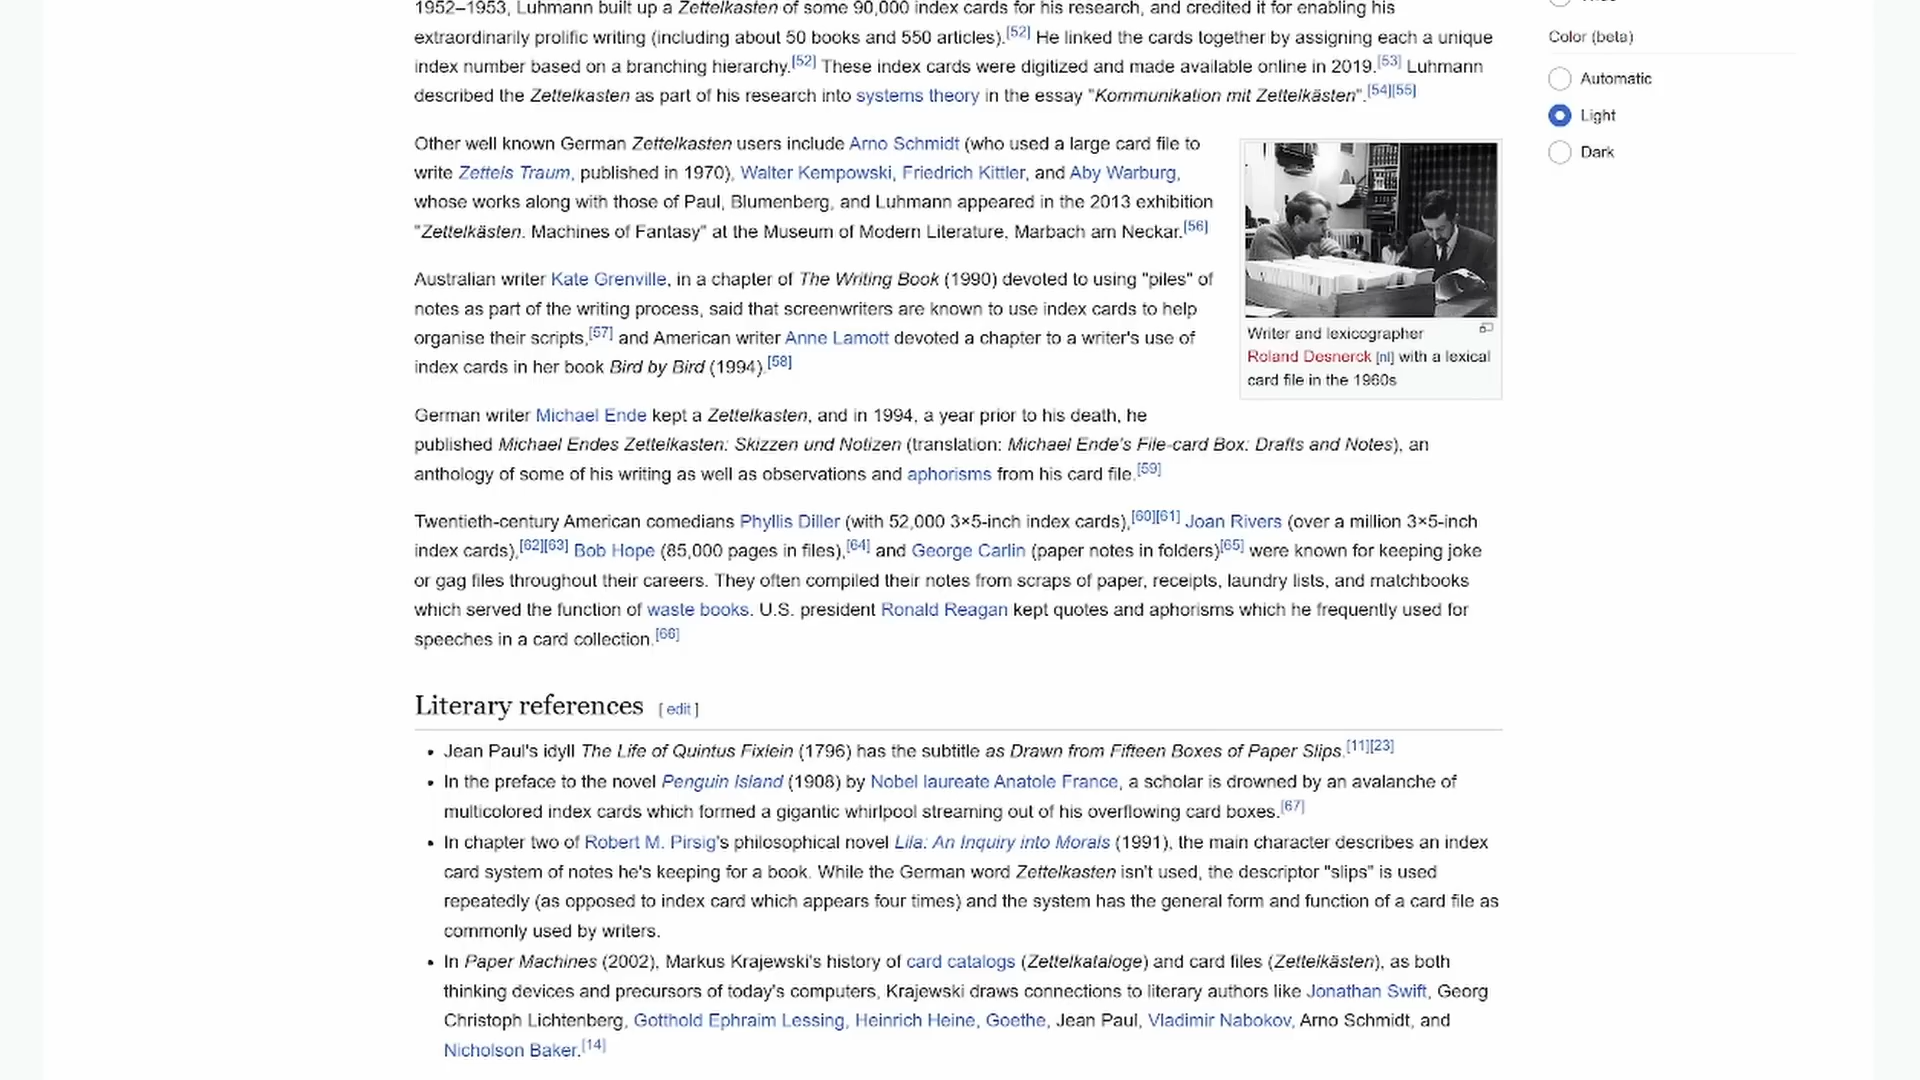 1952–1953, Luhmann built up a Zettelkasten of some 90,000 index cards for his research, and credited it for enabling his
extraordinarily prolific writing (including about 50 books and 550 articles).[52] He linked the cards together by assigning each a unique
index number based on a branching hierarchy.[52] These index cards were digitized and made available online in 2019.[53] Luhmann
described the Zettelkasten as part of his research into systems theory in the essay "Kommunikation mit Zettelkästen".[54][55]
Other well known German Zettelkasten users include Arno Schmidt (who used a large card file to
write Zettels Traum, published in 1970), Walter Kempowski, Friedrich Kittler, and Aby Warburg,
whose works along with those of Paul, Blumenberg, and Luhmann appeared in the 2013 exhibition
"Zettelkästen. Machines of Fantasy" at the Museum of Modern Literature, Marbach am Neckar.[56]
Australian writer Kate Grenville, in a chapter of The Writing Book (1990) devoted to using "piles" of
notes as part of the writing process, said that screenwriters are known to use index cards to help
organise their scripts,[57] and American writer Anne Lamott devoted a chapter to a writer's use of
index cards in her book Bird by Bird (1994).[58]
German writer Michael Ende kept a Zettelkasten, and in 1994, a year prior to his death, he
published Michael Endes Zettelkasten: Skizzen und Notizen (translation: Michael Ende's File-card Box: Drafts and Notes), an
anthology of some of his writing as well as observations and aphorisms from his card file.[59]
Twentieth-century American comedians Phyllis Diller (with 52,000 3×5-inch index cards),[60][61] Joan Rivers (over a million 3×5-inch
index cards),[62][63] Bob Hope (85,000 pages in files),[64] and George Carlin (paper notes in folders)[65] were known for keeping joke
or gag files throughout their careers. They often compiled their notes from scraps of paper, receipts, laundry lists, and matchbooks
which served the function of waste books. U.S. president Ronald Reagan kept quotes and aphorisms which he frequently used for
speeches in a card collection.[66]
Literary references [ edit ]
• Jean Paul's idyll The Life of Quintus Fixlein (1796) has the subtitle as Drawn from Fifteen Boxes of Paper Slips.[11][23]
• In the preface to the novel Penguin Island (1908) by Nobel laureate Anatole France, a scholar is drowned by an avalanche of
multicolored index cards which formed a gigantic whirlpool streaming out of his overflowing card boxes.[67]
• In chapter two of Robert M. Pirsig's philosophical novel Lila: An Inquiry into Morals (1991), the main character describes an index
card system of notes he's keeping for a book. While the German word Zettelkasten isn't used, the descriptor "slips" is used
repeatedly (as opposed to index card which appears four times) and the system has the general form and function of a card file as
commonly used by writers.
• In Paper Machines (2002), Markus Krajewski's history of card catalogs (Zettelkataloge) and card files (Zettelkästen), as both
thinking devices and precursors of today's computers, Krajewski draws connections to literary authors like Jonathan Swift, Georg
Christoph Lichtenberg, Gotthold Ephraim Lessing, Heinrich Heine, Goethe, Jean Paul, Vladimir Nabokov, Arno Schmidt, and
Nicholson Baker.[14]
Writer and lexicographer
Roland Desnerck [nl] with a lexical
card file in the 1960s
Color (beta)
Automatic
Light
Dark